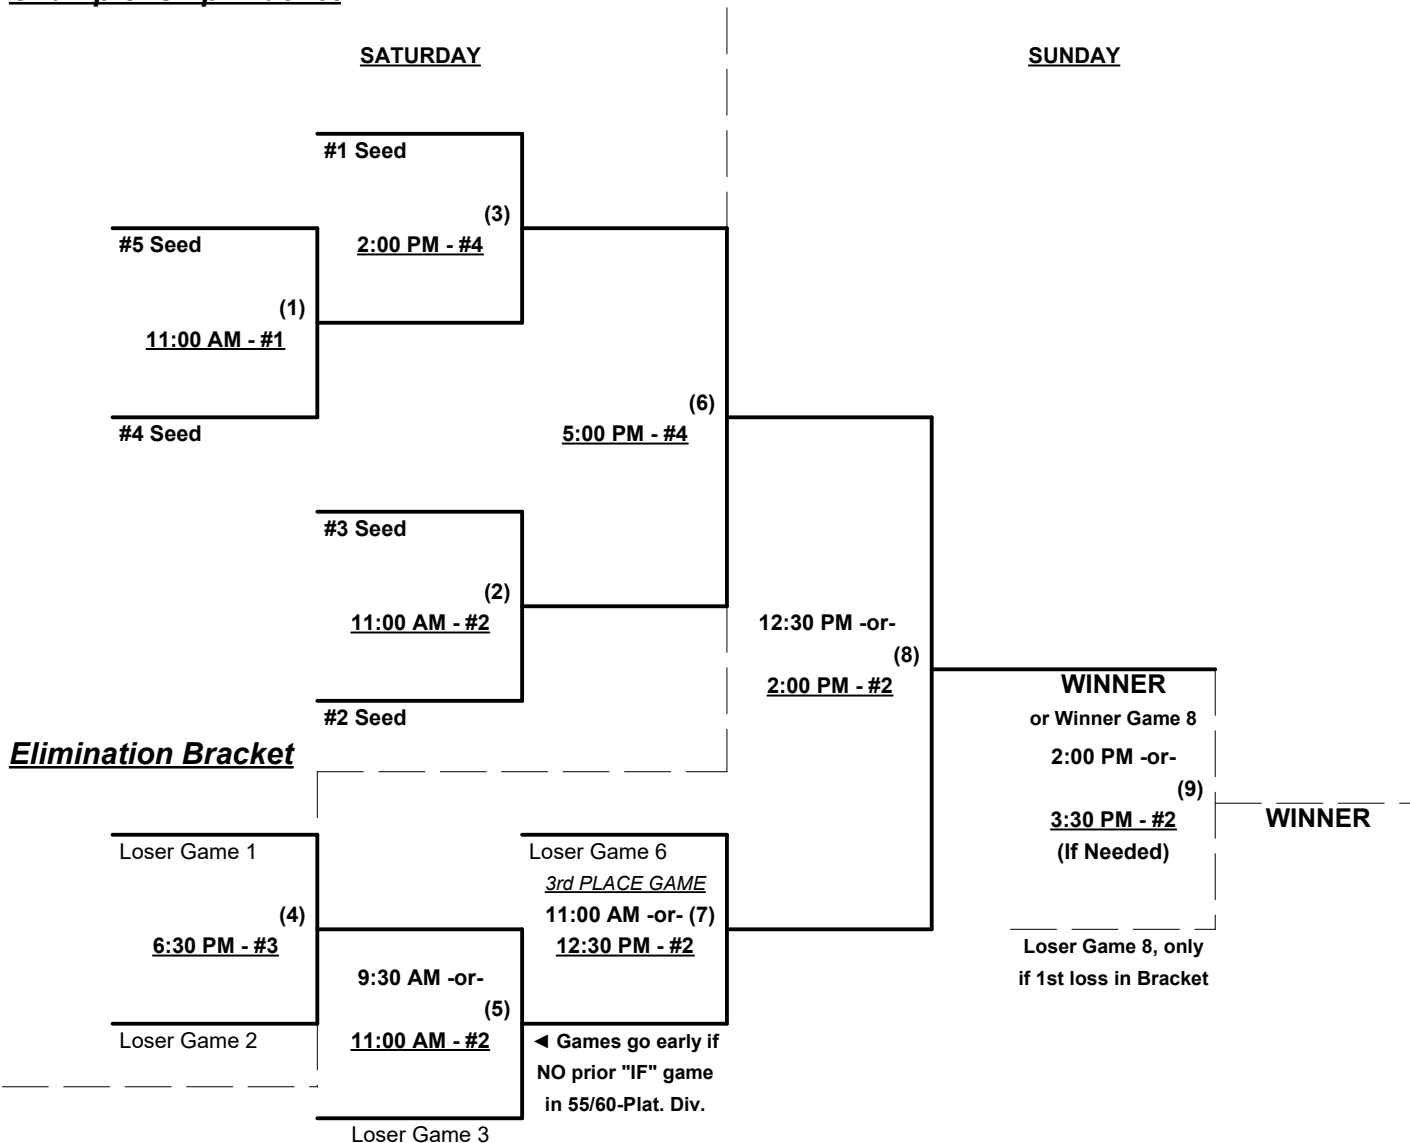 SATURDAY
SUNDAY
#1 Seed
(3)
2:00 PM - #4
#5 Seed
(1)
11:00 AM - #1
#4 Seed
(6)
5:00 PM - #4
#3 Seed
(2)
11:00 AM - #2
#2 Seed
12:30 PM -or-
(8)
2:00 PM - #2
WINNER
or Winner Game 8
2:00 PM -or-
(9)
3:30 PM - #2
(If Needed)
WINNER
Loser Game 8, only
if 1st loss in Bracket
Elimination Bracket
Loser Game 1
(4)
6:30 PM - #3
Loser Game 2
9:30 AM -or-
(5)
11:00 AM - #2
Loser Game 3
Loser Game 6
3rd PLACE GAME
11:00 AM -or- (7)
12:30 PM - #2
◄ Games go early if
NO prior "IF" game
in 55/60-Plat. Div.